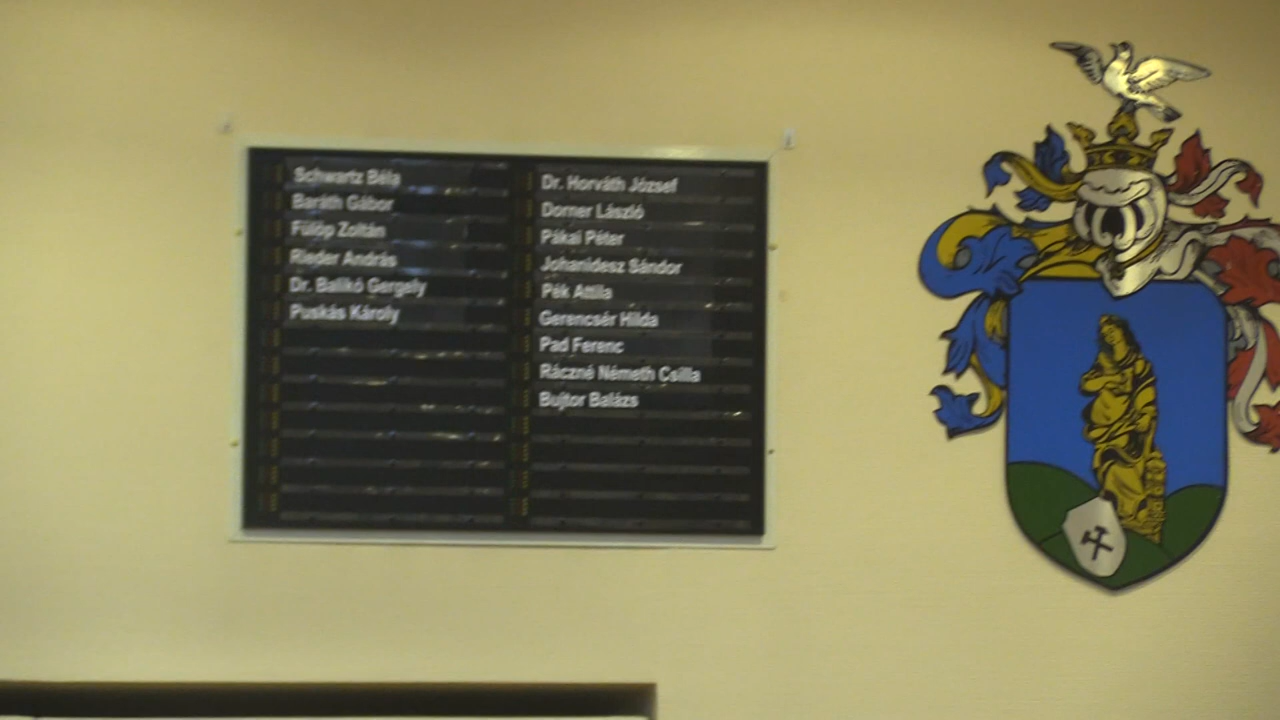 Schwartz Béla
Baráth Gábor
Fülöp Zoltán
Rieder András
Dr. Balikó Gergely
Puskás Károly
Dr. Horváth József
Dorner László
Pákai Péter
Johanidesz Sándor
Pék Attila
Gerencsér Hilda
Pad Ferenc
Ráczné Németh Csilla
Bujtor Balázs